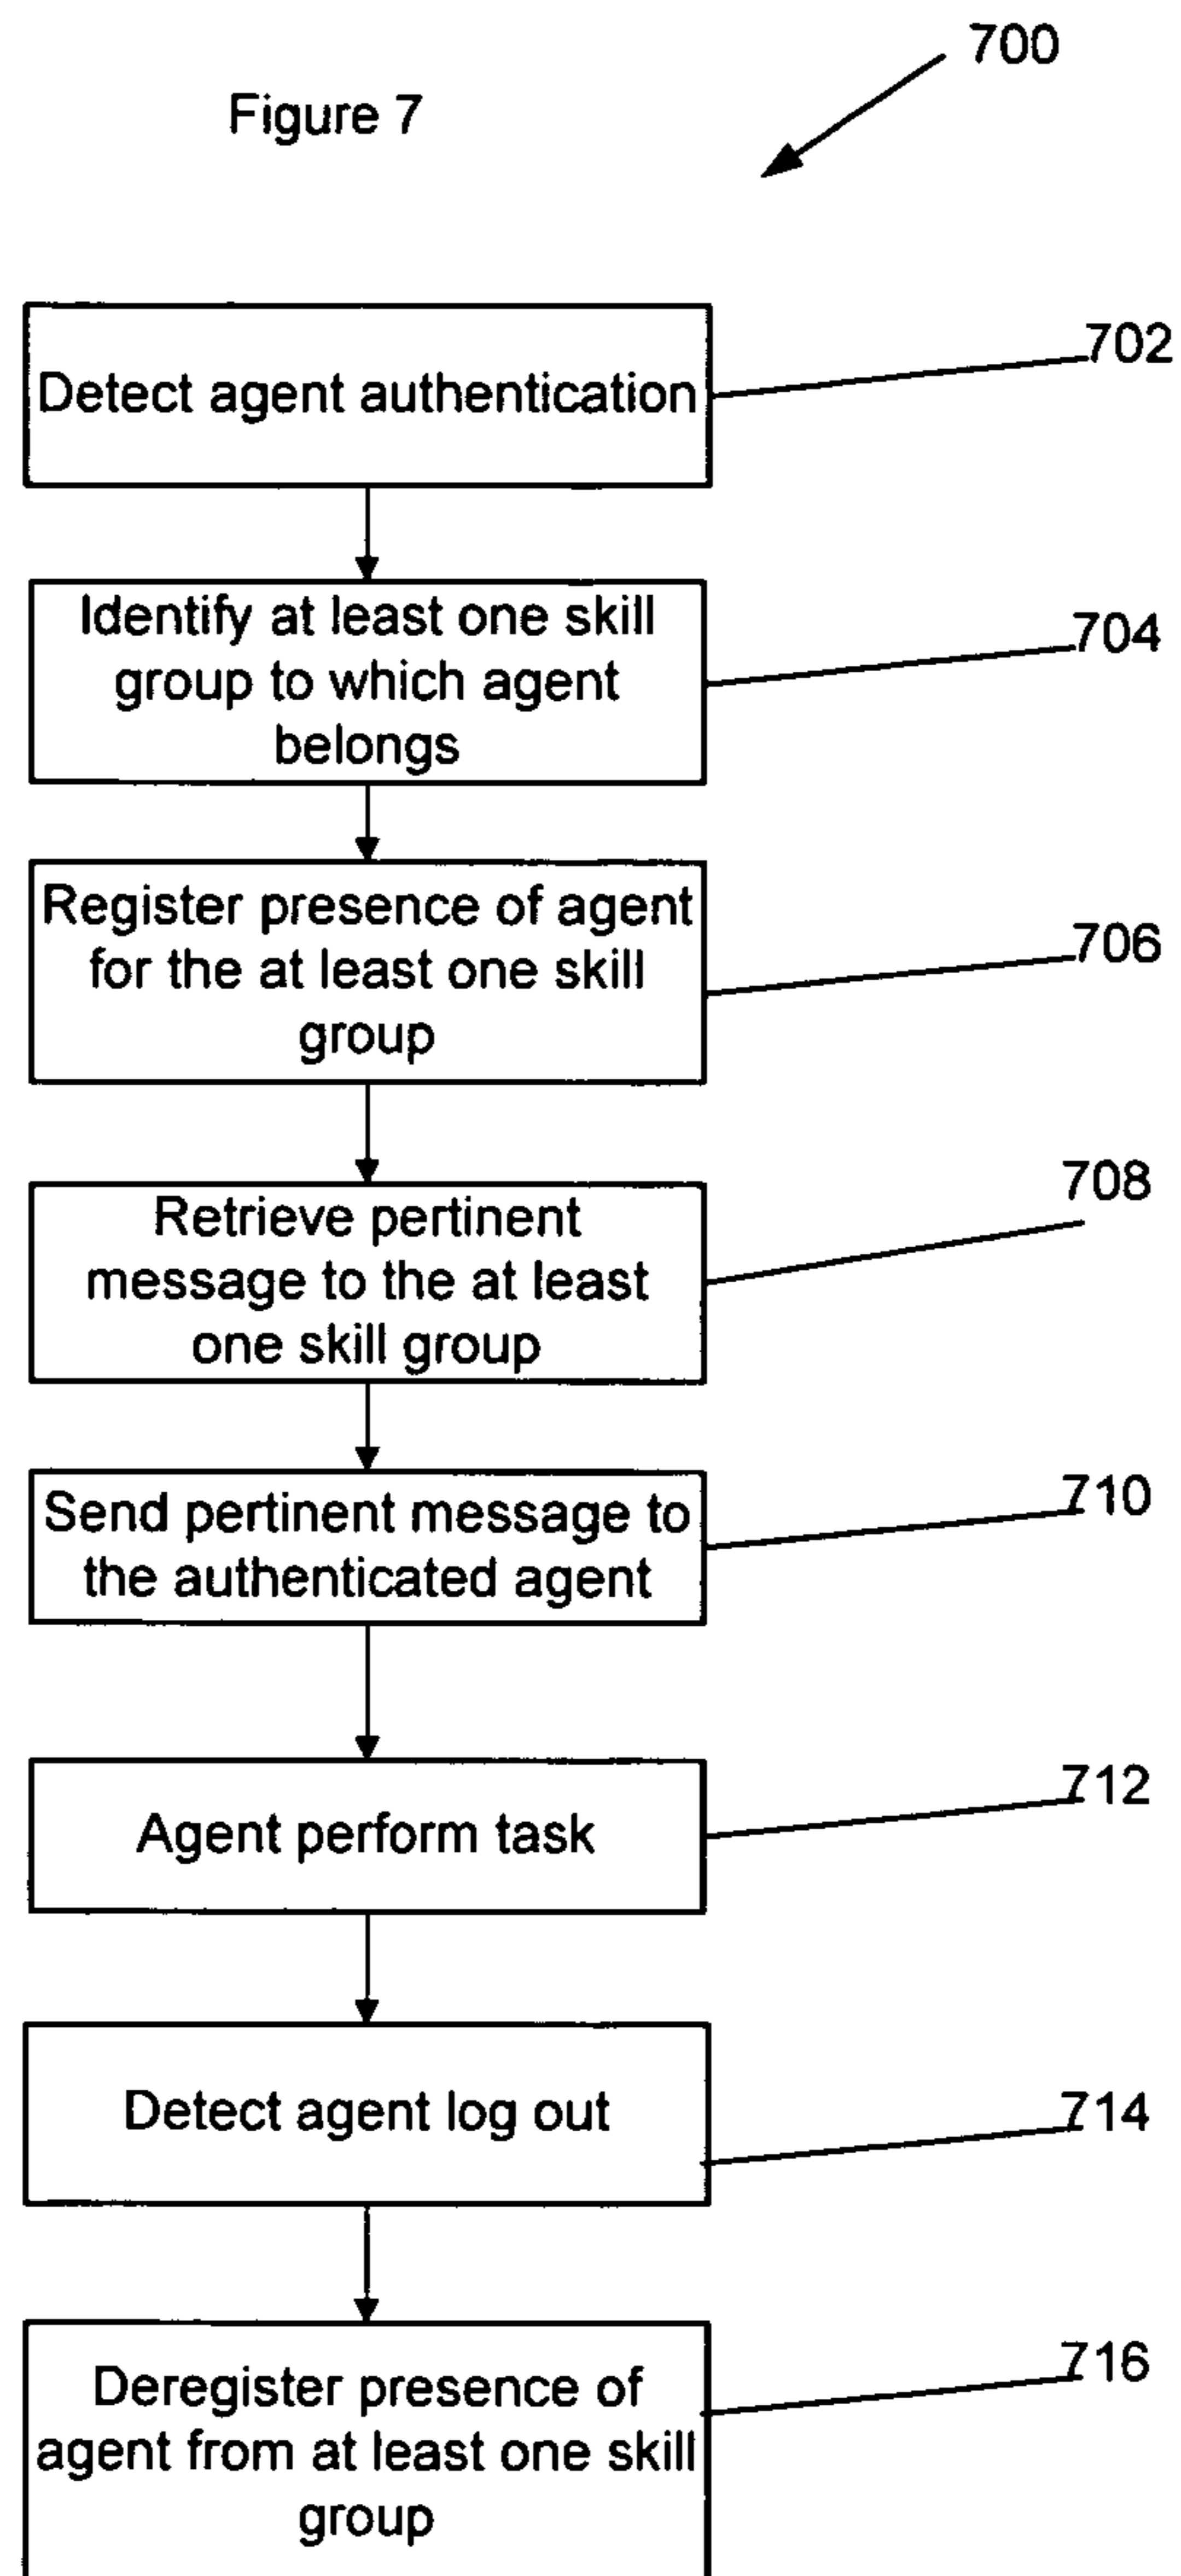 700
Figure 7
Detect agent authentication
702
Identify at least one skill
group to which agent
belongs
704
Register presence of agent
for the at least one skill
group
706
Retrieve pertinent
message to the at least
one skill group
708
Send pertinent message to
the authenticated agent
710
Agent perform task
712
Detect agent log out
714
Deregister presence of
agent from at least one skill
group
716